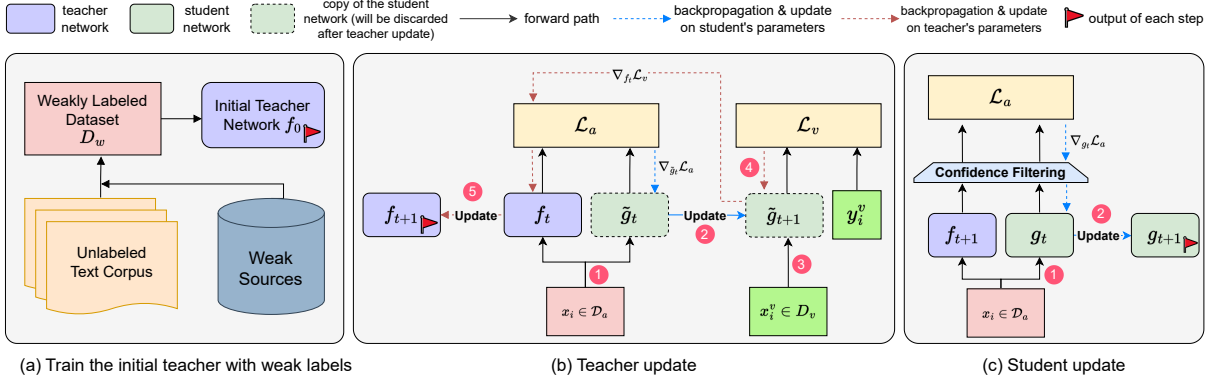 teacher
network
student
network
copy of the student
network (will be discarded
after teacher update)
forward path
backpropagation & update
on student's parameters
backpropagation & update
on teacher's parameters
output of each step
Weakly Labeled
Dataset
D_w
Initial Teacher
Network f_0
Unlabeled
Text Corpus
Weak
Sources
(a) Train the initial teacher with weak labels
∇_{f_t} ℒ_v
ℒ_a
ℒ_v
∇_{g̃_t} ℒ_a
4
5
f_{t+1}
Update
f_t
g̃_t
Update
2
g̃_{t+1}
y_i^v
1
3
x_i ∈ 𝒟_a
x_i^v ∈ D_v
(b) Teacher update
ℒ_a
∇_{g_t} ℒ_a
Confidence Filtering
f_{t+1}
g_t
2
Update
g_{t+1}
1
x_i ∈ 𝒟_a
(c) Student update